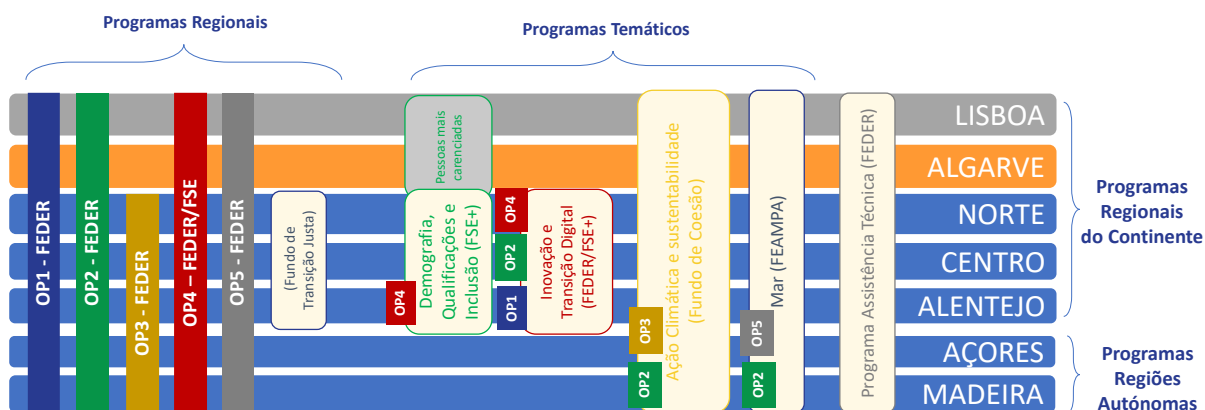 Programas Regionais
Programas Temáticos
OP1 - FEDER
OP2 - FEDER
OP3 - FEDER
OP4 – FEDER/FSE
OP5 - FEDER
(Fundo de
Transição Justa)
Pessoas mais
carenciadas
OP4
Demografia,
Qualificações e
Inclusão (FSE+)
OP4
OP2
OP1
Inovação e
Transição Digital
(FEDER/FSE+)
OP3
OP2
Ação Climática e sustentabilidade
(Fundo de Coesão)
OP5
OP2
Mar (FEAMPA)
Programa Assistência Técnica (FEDER)
LISBOA
ALGARVE
NORTE
CENTRO
ALENTEJO
AÇORES
MADEIRA
Programas
Regionais
do Continente
Programas
Regiões
Autónomas